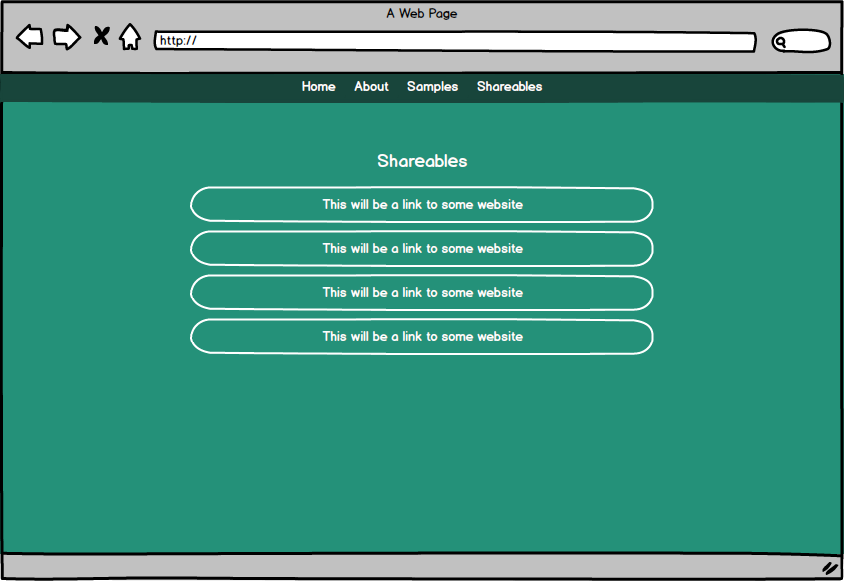 A Web Page
http://
Home About Samples Shareables
Shareables
This will be a link to some website
This will be a link to some website
This will be a link to some website
This will be a link to some website